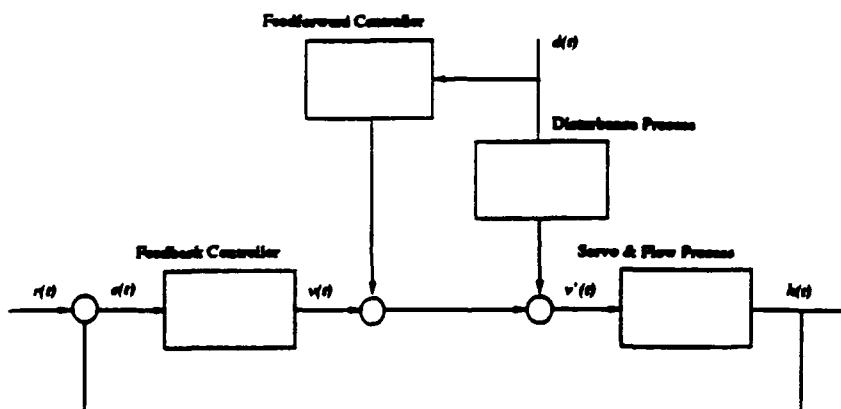 Feedforward Controller
d(t)
Disturbance Process
Feedback Controller
Servo & Flow Process
r(t)
e(t)
v(t)
v'(t)
h(t)